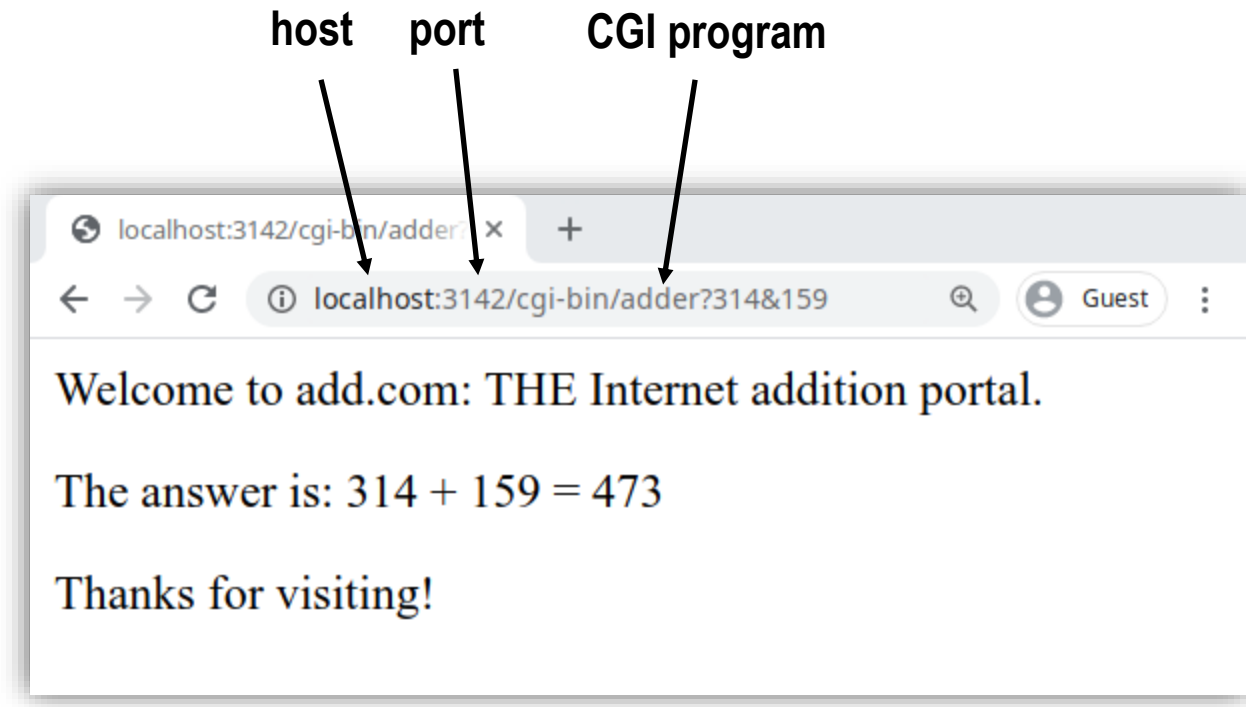 host port CGI program
localhost:3142/cgi-bin/adder?
localhost:3142/cgi-bin/adder?314&159 Guest
Welcome to add.com: THE Internet addition portal.
The answer is: 314 + 159 = 473
Thanks for visiting!